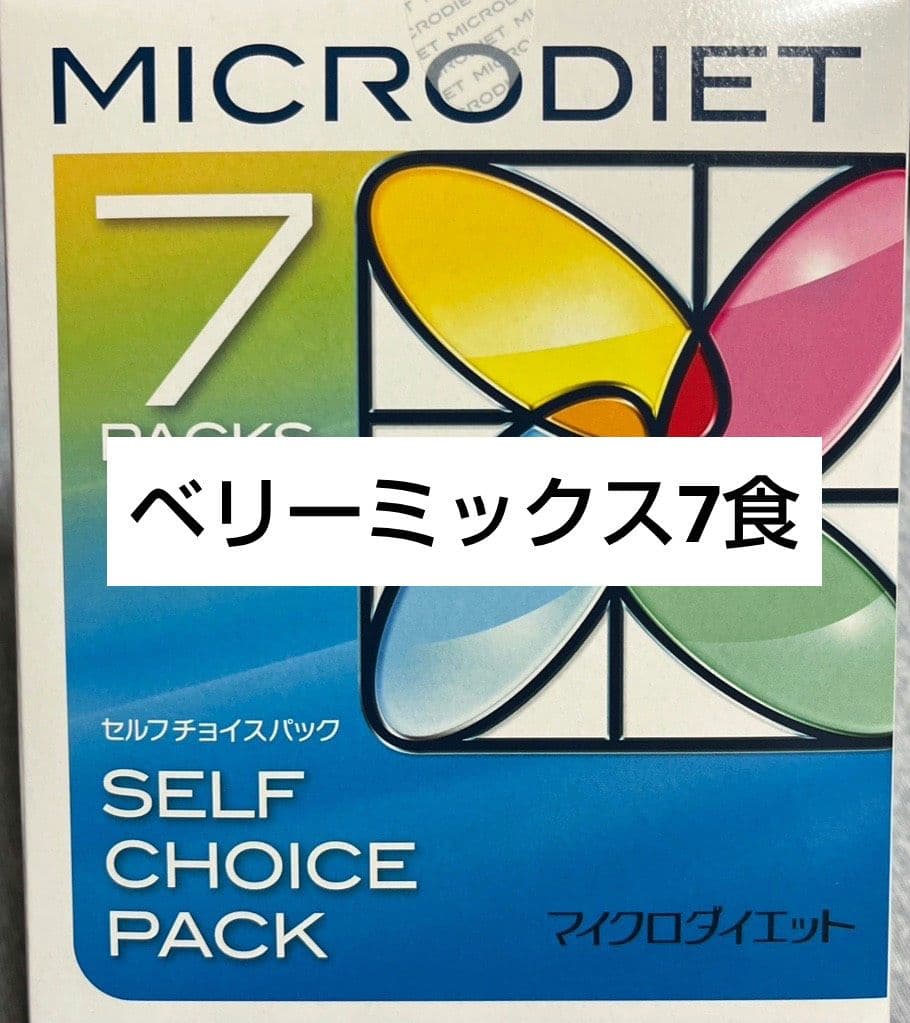 MICRODIET
7
PACKS
ベリーミックス7食
セルフチョイスパック
SELF
CHOICE
PACK
マイクロダイエット